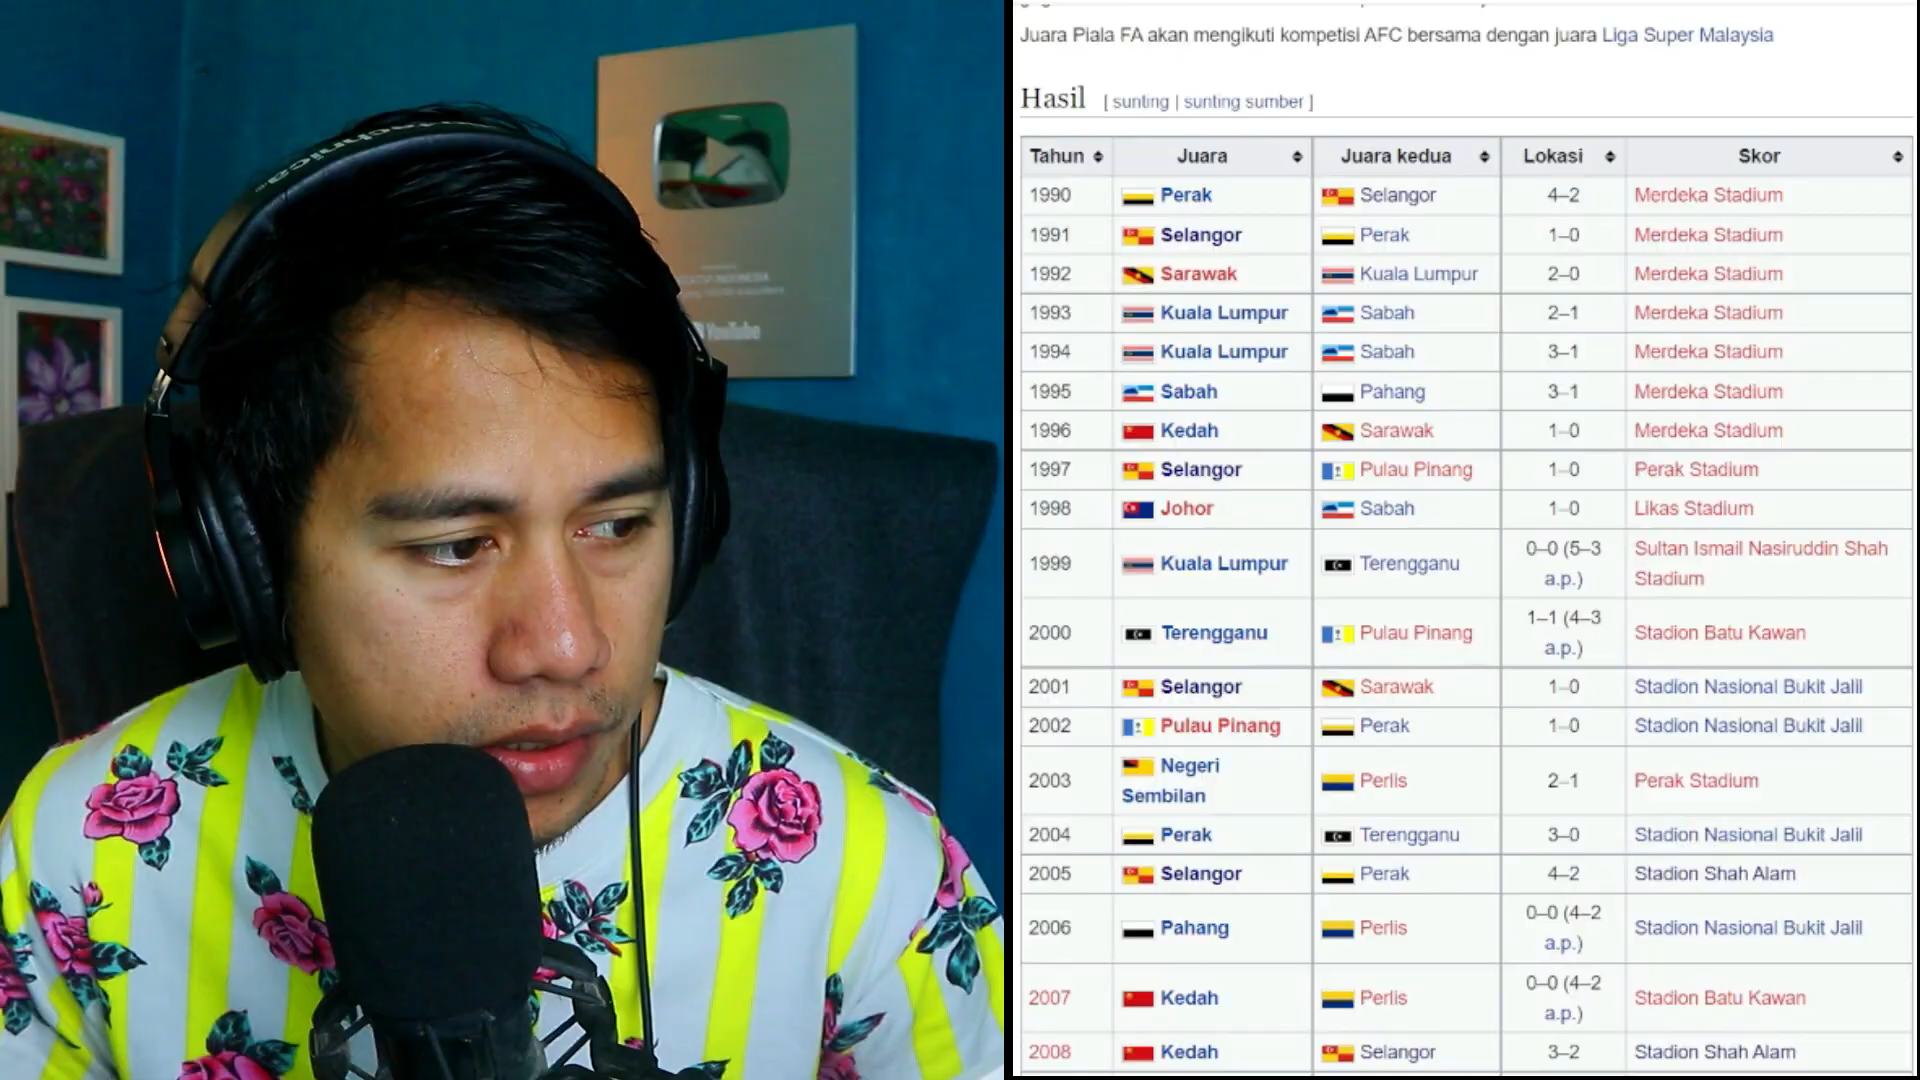 Juara Piala FA akan mengikuti kompetisi AFC bersama dengan juara Liga Super Malaysia
Hasil [ sunting | sunting sumber ]
Tahun Juara Juara kedua Lokasi Skor
1990 Perak Selangor 4–2 Merdeka Stadium
1991 Selangor Perak 1–0 Merdeka Stadium
1992 Sarawak Kuala Lumpur 2–0 Merdeka Stadium
1993 Kuala Lumpur Sabah 2–1 Merdeka Stadium
1994 Kuala Lumpur Sabah 3–1 Merdeka Stadium
1995 Sabah Pahang 3–1 Merdeka Stadium
1996 Kedah Sarawak 1–0 Merdeka Stadium
1997 Selangor Pulau Pinang 1–0 Perak Stadium
1998 Johor Sabah 1–0 Likas Stadium
1999 Kuala Lumpur Terengganu 0–0 (5–3 a.p.) Sultan Ismail Nasiruddin Shah Stadium
2000 Terengganu Pulau Pinang 1–1 (4–3 a.p.) Stadion Batu Kawan
2001 Selangor Sarawak 1–0 Stadion Nasional Bukit Jalil
2002 Pulau Pinang Perak 1–0 Stadion Nasional Bukit Jalil
2003 Negeri Sembilan Perlis 2–1 Perak Stadium
2004 Perak Terengganu 3–0 Stadion Nasional Bukit Jalil
2005 Selangor Perak 4–2 Stadion Shah Alam
2006 Pahang Perlis 0–0 (4–2 a.p.) Stadion Nasional Bukit Jalil
2007 Kedah Perlis 0–0 (4–2 a.p.) Stadion Batu Kawan
2008 Kedah Selangor 3–2 Stadion Shah Alam
INDONESIA
YouTube
technica